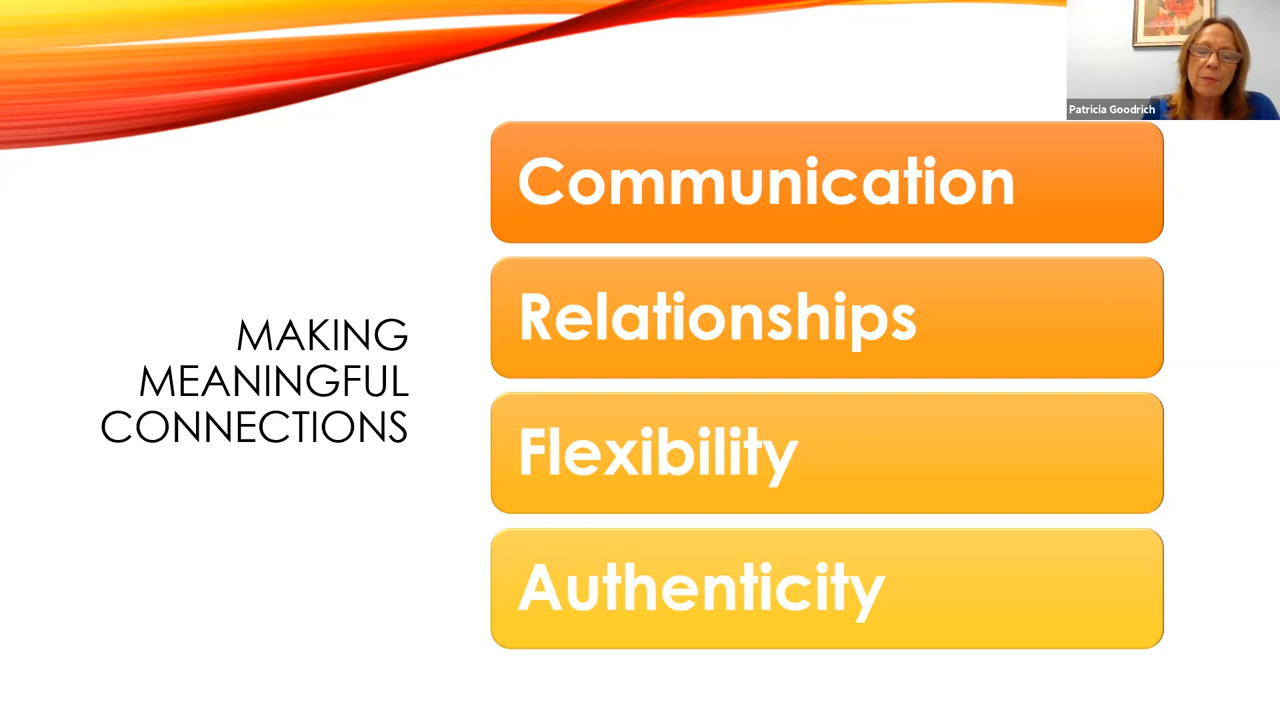 Patricia Goodrich
MAKING
MEANINGFUL
CONNECTIONS
Communication
Relationships
Flexibility
Authenticity